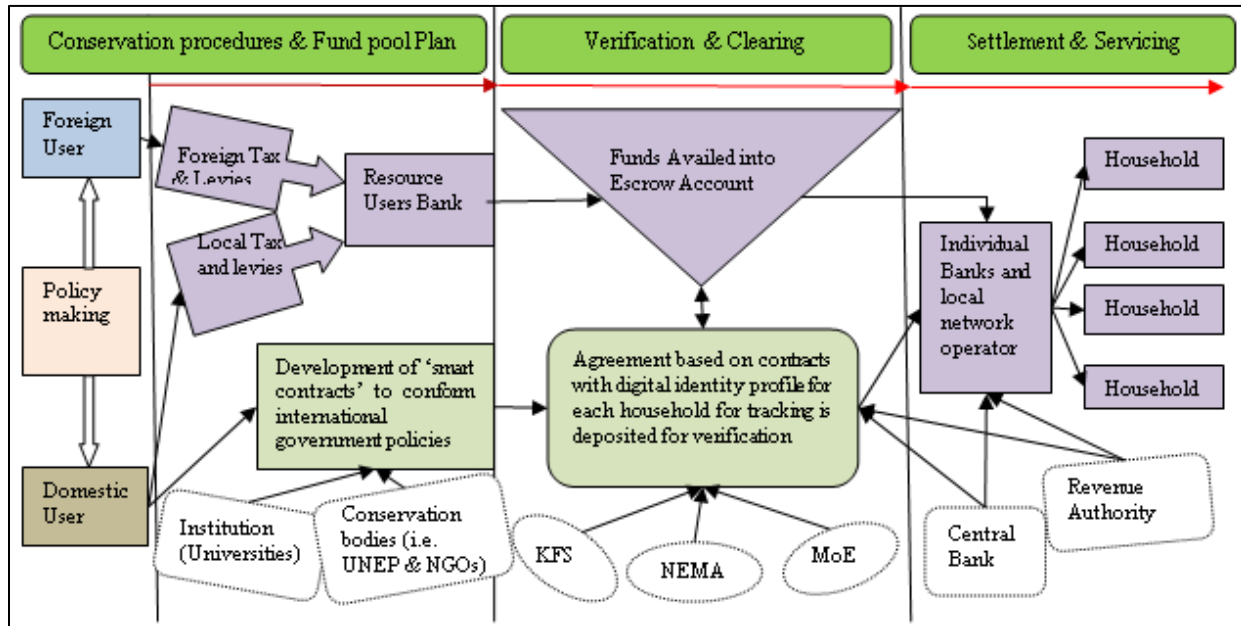 Conservation procedures & Fund pool Plan
Verification & Clearing
Settlement & Servicing
Foreign
User
Foreign Tax
& Levies
Resource
Users Bank
Local Tax
and levies
Policy
making
Development of ‘smart
contracts’ to conform
international
government policies
Domestic
User
Institution
(Universities)
Conservation
bodies (i.e.
UNEP & NGOs)
Funds Availed into
Escrow Account
Agreement based on contracts
with digital identity profile for
each household for tracking is
deposited for verification
KFS
NEMA
MoE
Individual
Banks and
local
network
operator
Household
Household
Household
Household
Central
Bank
Revenue
Authority